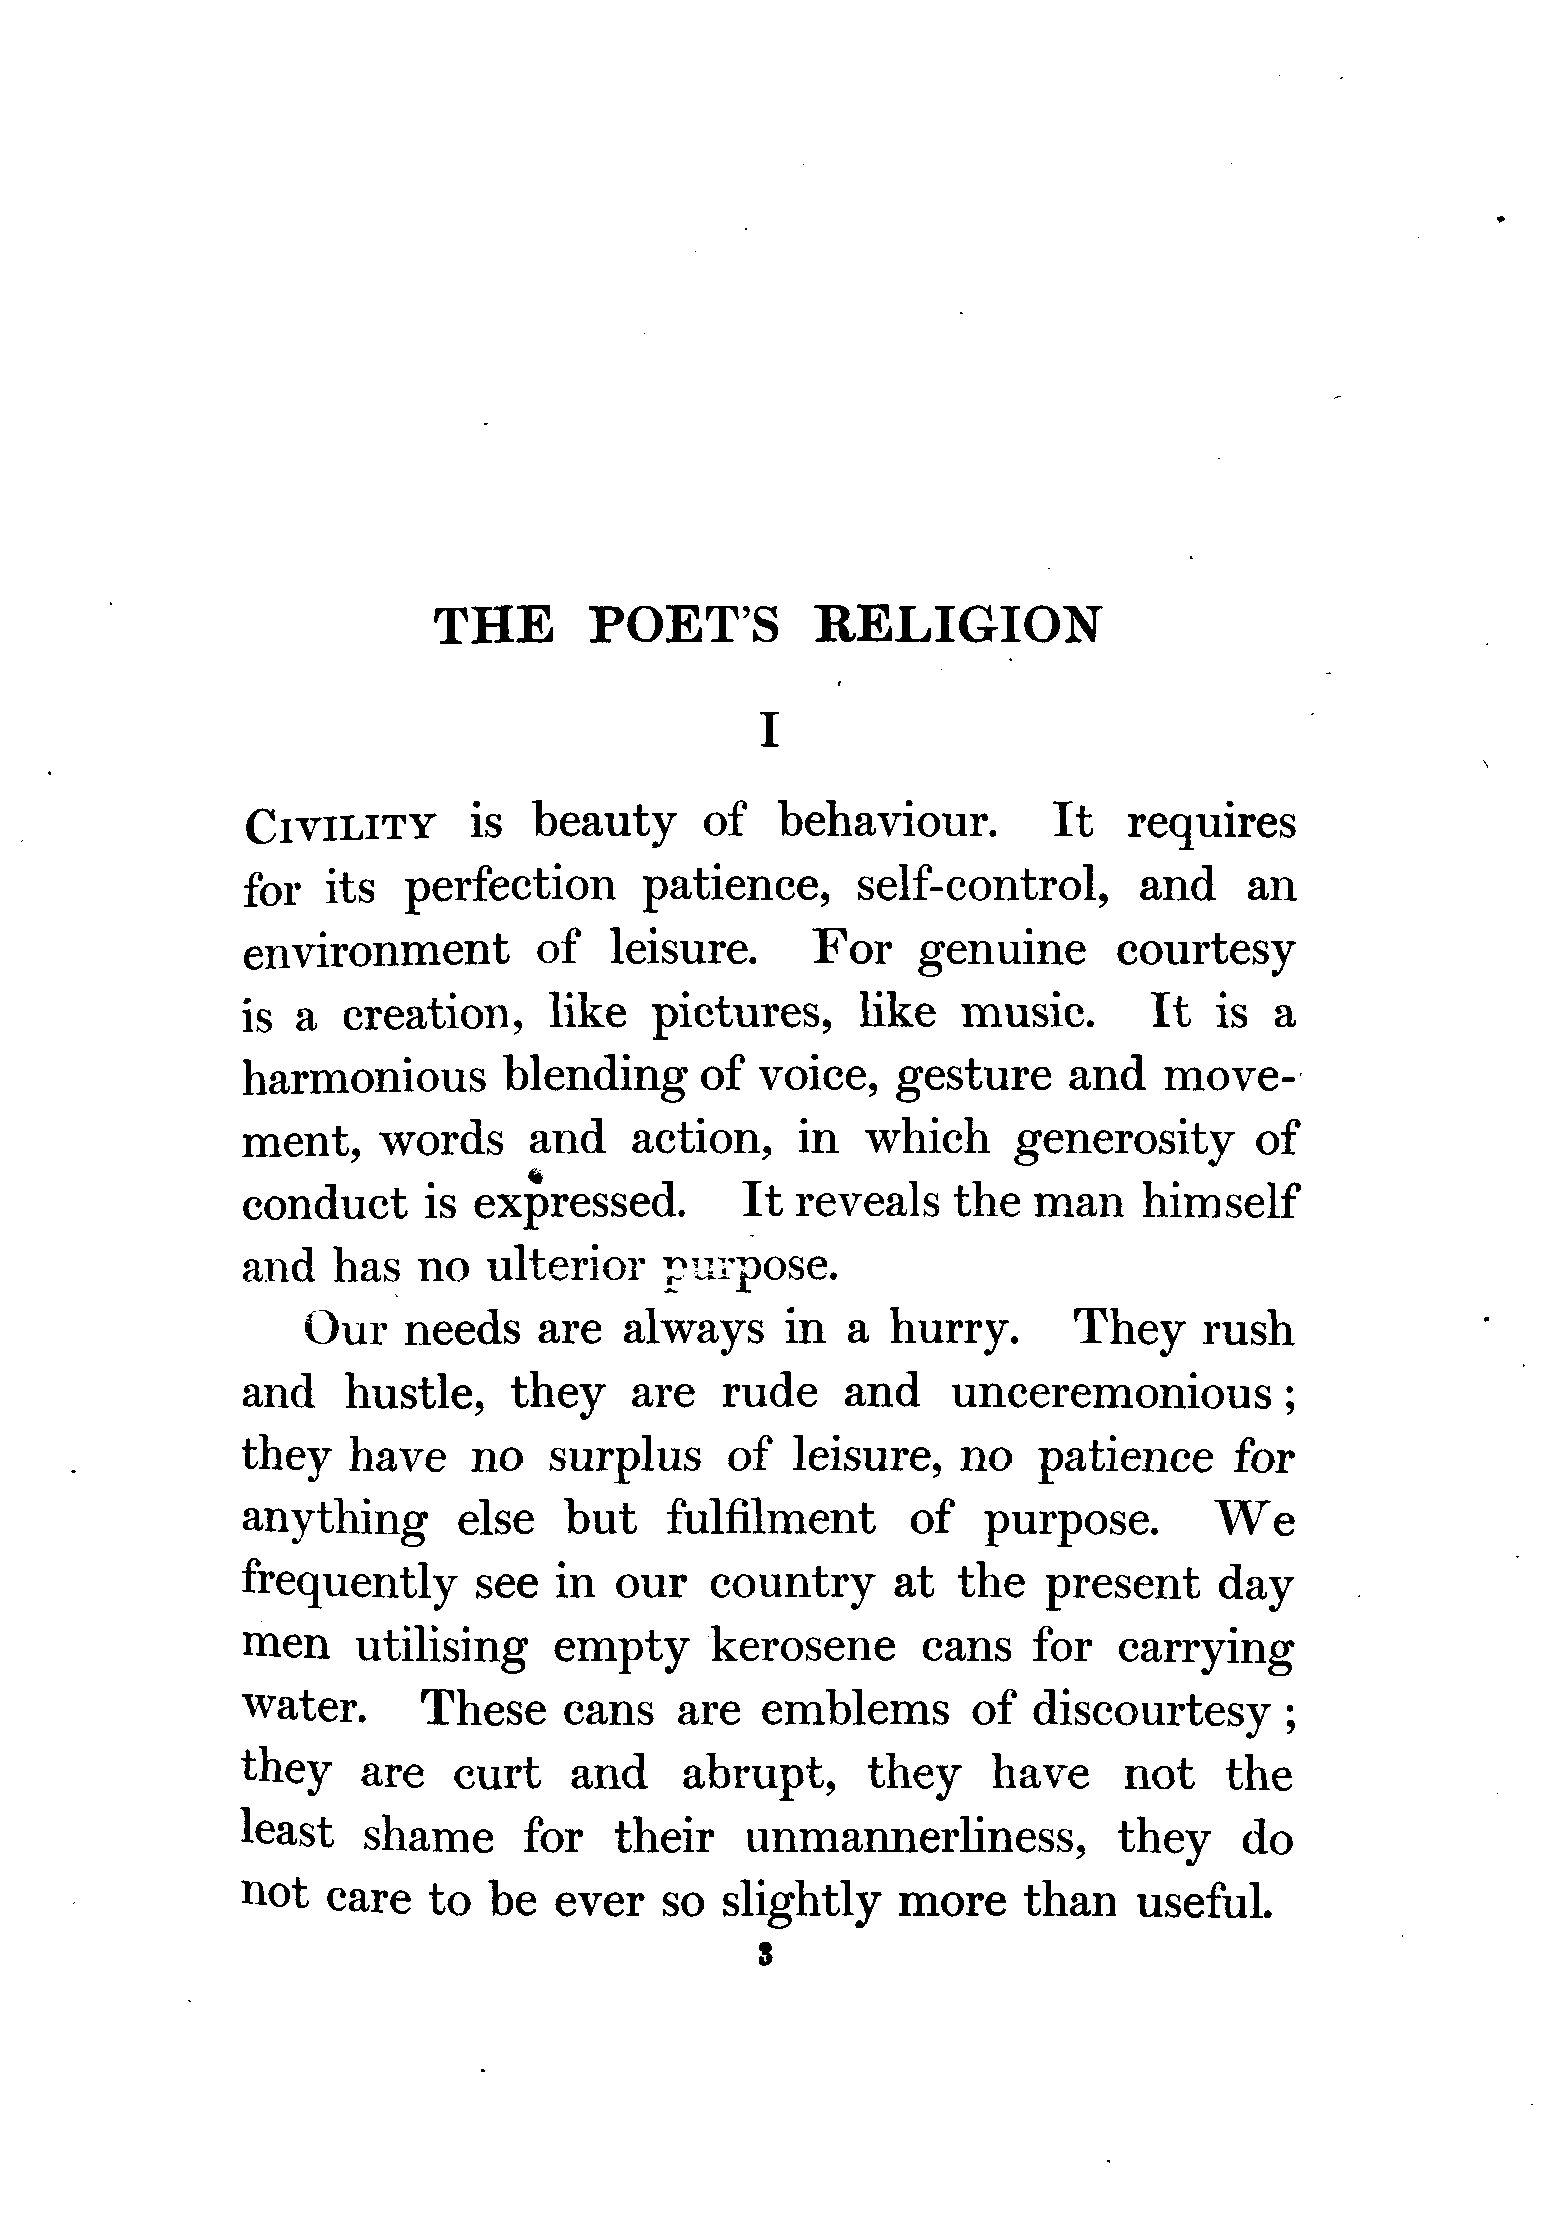 THE POET'S RELIGION
I
CIVILITY is beauty of behaviour. It requires
for its perfection patience, self-control, and an
environment of leisure. For genuine courtesy
is a creation, like pictures, like music. It is a
harmonious blending of voice, gesture and move-
ment, words and action, in which generosity of
conduct is expressed. It reveals the man himself
and has no ulterior purpose.
Our needs are always in a hurry. They rush
and hustle, they are rude and unceremonious ;
they have no surplus of leisure, no patience for
anything else but fulfilment of purpose. We
frequently see in our country at the present day
men utilising empty kerosene cans for carrying
water. These cans are emblems of discourtesy ;
they are curt and abrupt, they have not the
least shame for their unmannerliness, they do
not care to be ever so slightly more than useful.
3